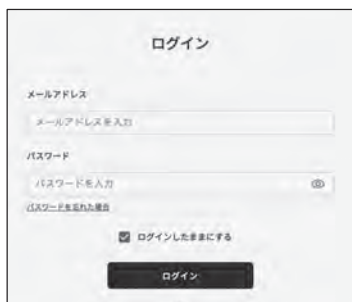 ログイン
メールアドレス
メールアドレスを入力
パスワード
パスワードを入力
パスワードを忘れた場合
ログインしたままにする
ログイン